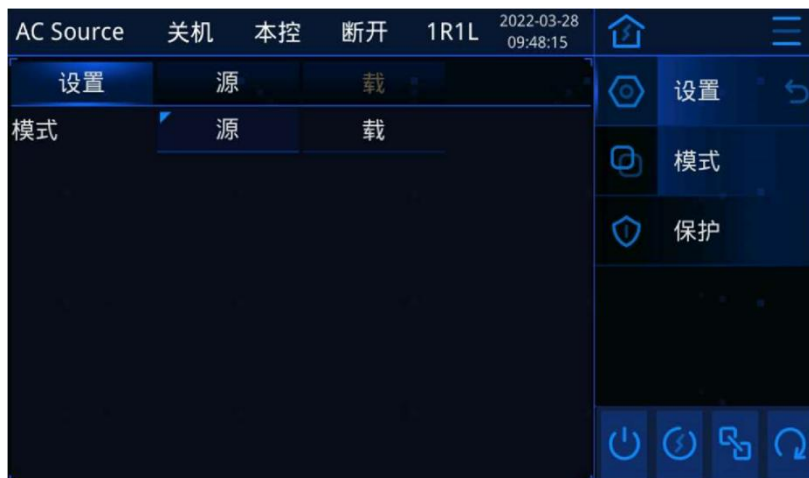 AC Source 关机 本控 断开 1R1L 2022-03-28 09:48:15
设置 源 载
模式 源 载
设置
模式
保护